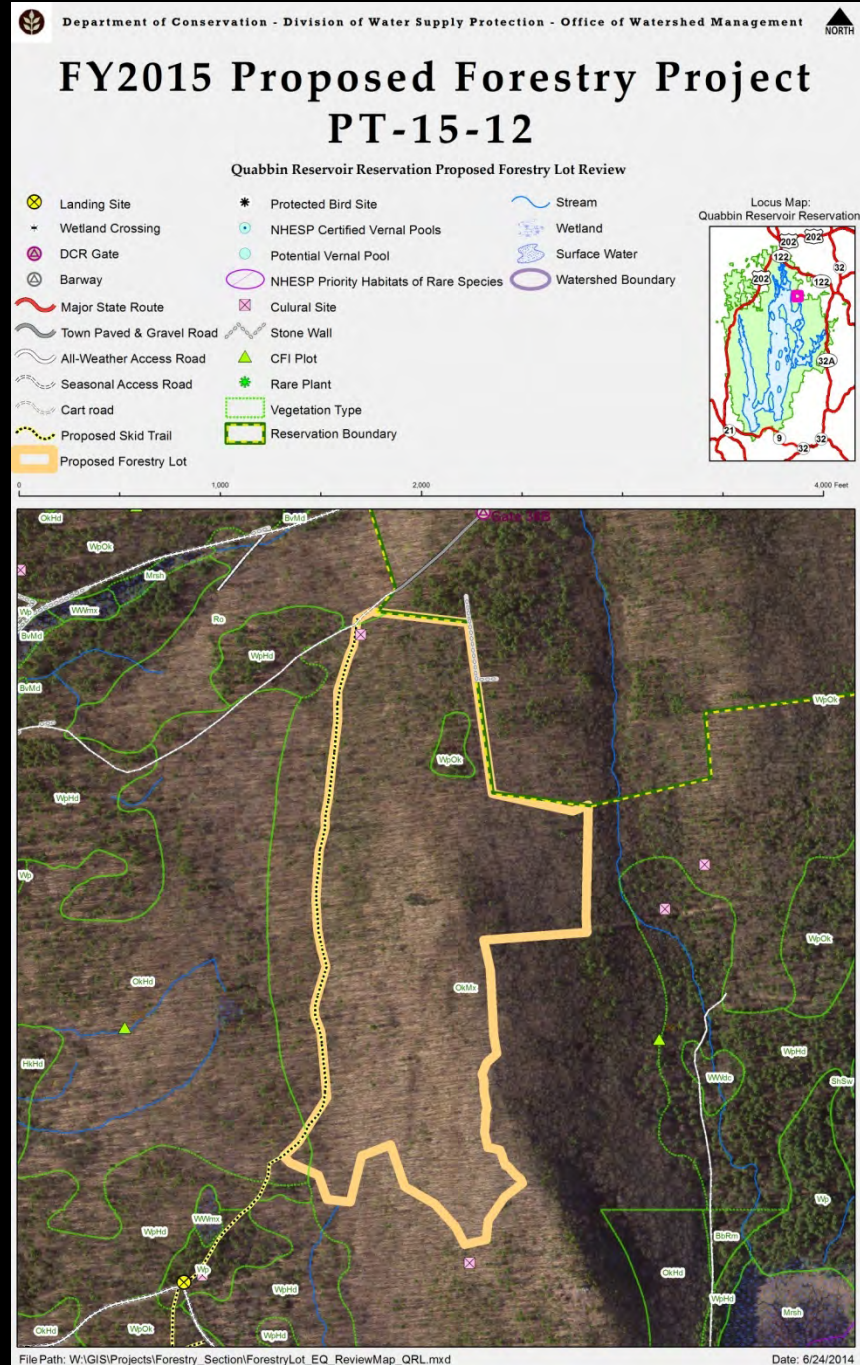 Department of Conservation - Division of Water Supply Protection - Office of Watershed Management
NORTH
FY2015 Proposed Forestry Project
PT-15-12
Quabbin Reservoir Reservation Proposed Forestry Lot Review
Landing Site
Wetland Crossing
DCR Gate
Barway
Major State Route
Town Paved & Gravel Road
All-Weather Access Road
Seasonal Access Road
Cart road
Proposed Skid Trail
Proposed Forestry Lot
Protected Bird Site
NHESP Certified Vernal Pools
Potential Vernal Pool
NHESP Priority Habitats of Rare Species
Culural Site
Stone Wall
CFI Plot
Rare Plant
Vegetation Type
Reservation Boundary
Stream
Wetland
Surface Water
Watershed Boundary
Locus Map:
Quabbin Reservoir Reservation
202
202
122
32
202
122
32A
21
9
32
32
0
1,000
2,000
4,000 Feet
OkHd
BvMd
WpOk
Mrsh
Wp
WWmx
BvMd
Ro
WpHd
BvMd
WpOk
WpOk
WpHd
Wp
WpOk
OkHd
OkMx
HkHd
WpHd
WWdc
ShSw
WWmx
WpHd
Wp
BbRm
Wp
OkHd
WpHd
WpHd
Mrsh
OkHd
WpOk
WpHd
File Path: W:\GIS\Projects\Forestry_Section\ForestryLot_EQ_ReviewMap_QRL.mxd
Date: 6/24/2014